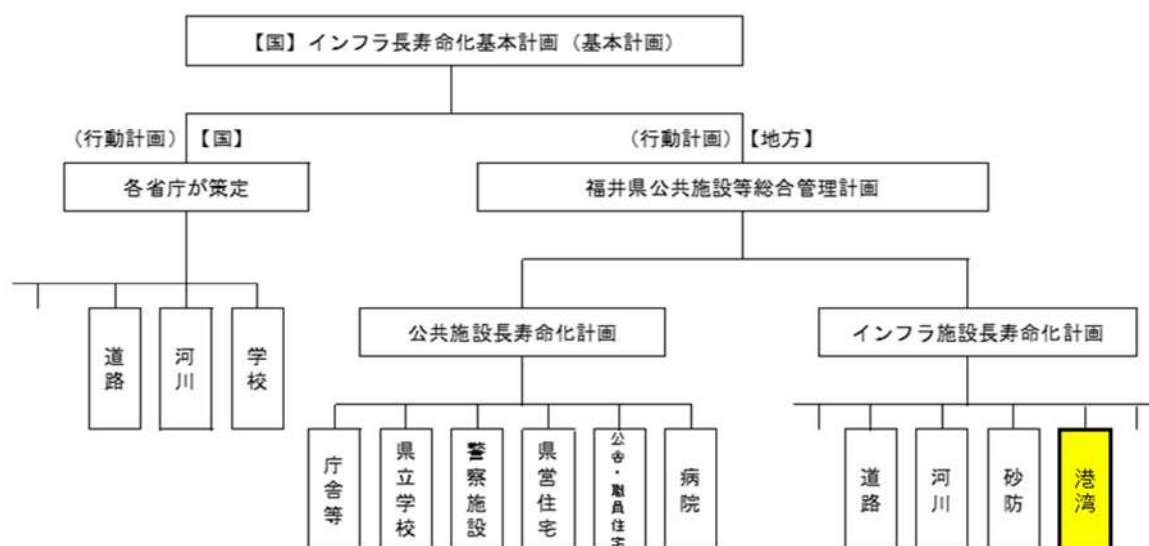 【国】インフラ長寿命化基本計画（基本計画）
（行動計画）【国】
（行動計画）【地方】
各省庁が策定
福井県公共施設等総合管理計画
公共施設長寿命化計画
インフラ施設長寿命化計画
道路
河川
学校
庁舎等
県立学校
警察施設
県営住宅
公舎・職員住宅
病院
道路
河川
砂防
港湾